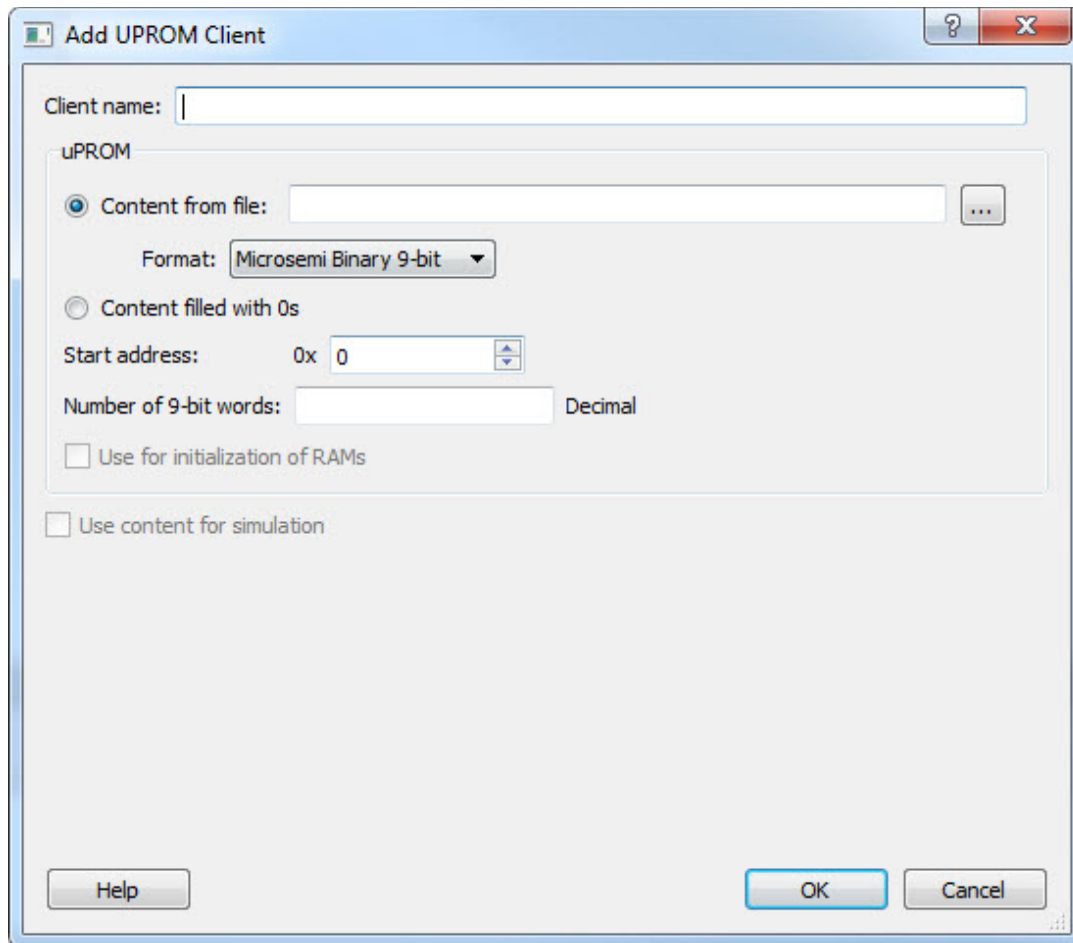 Add UPROM Client
Client name:
uPROM
Content from file: ...
Format: Microsemi Binary 9-bit
Content filled with 0s
Start address: 0x 0
Number of 9-bit words: Decimal
Use for initialization of RAMs
Use content for simulation
Help OK Cancel